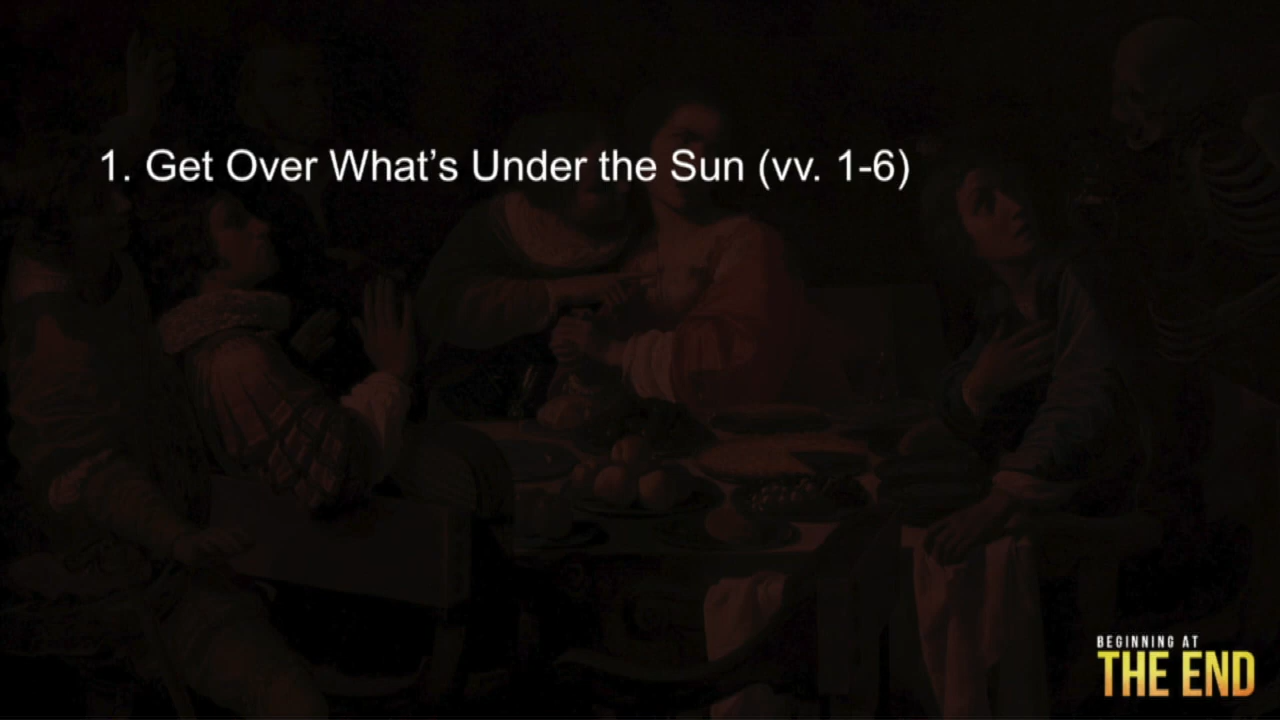 1. Get Over What’s Under the Sun (vv. 1-6)
BEGINNING AT
THE END